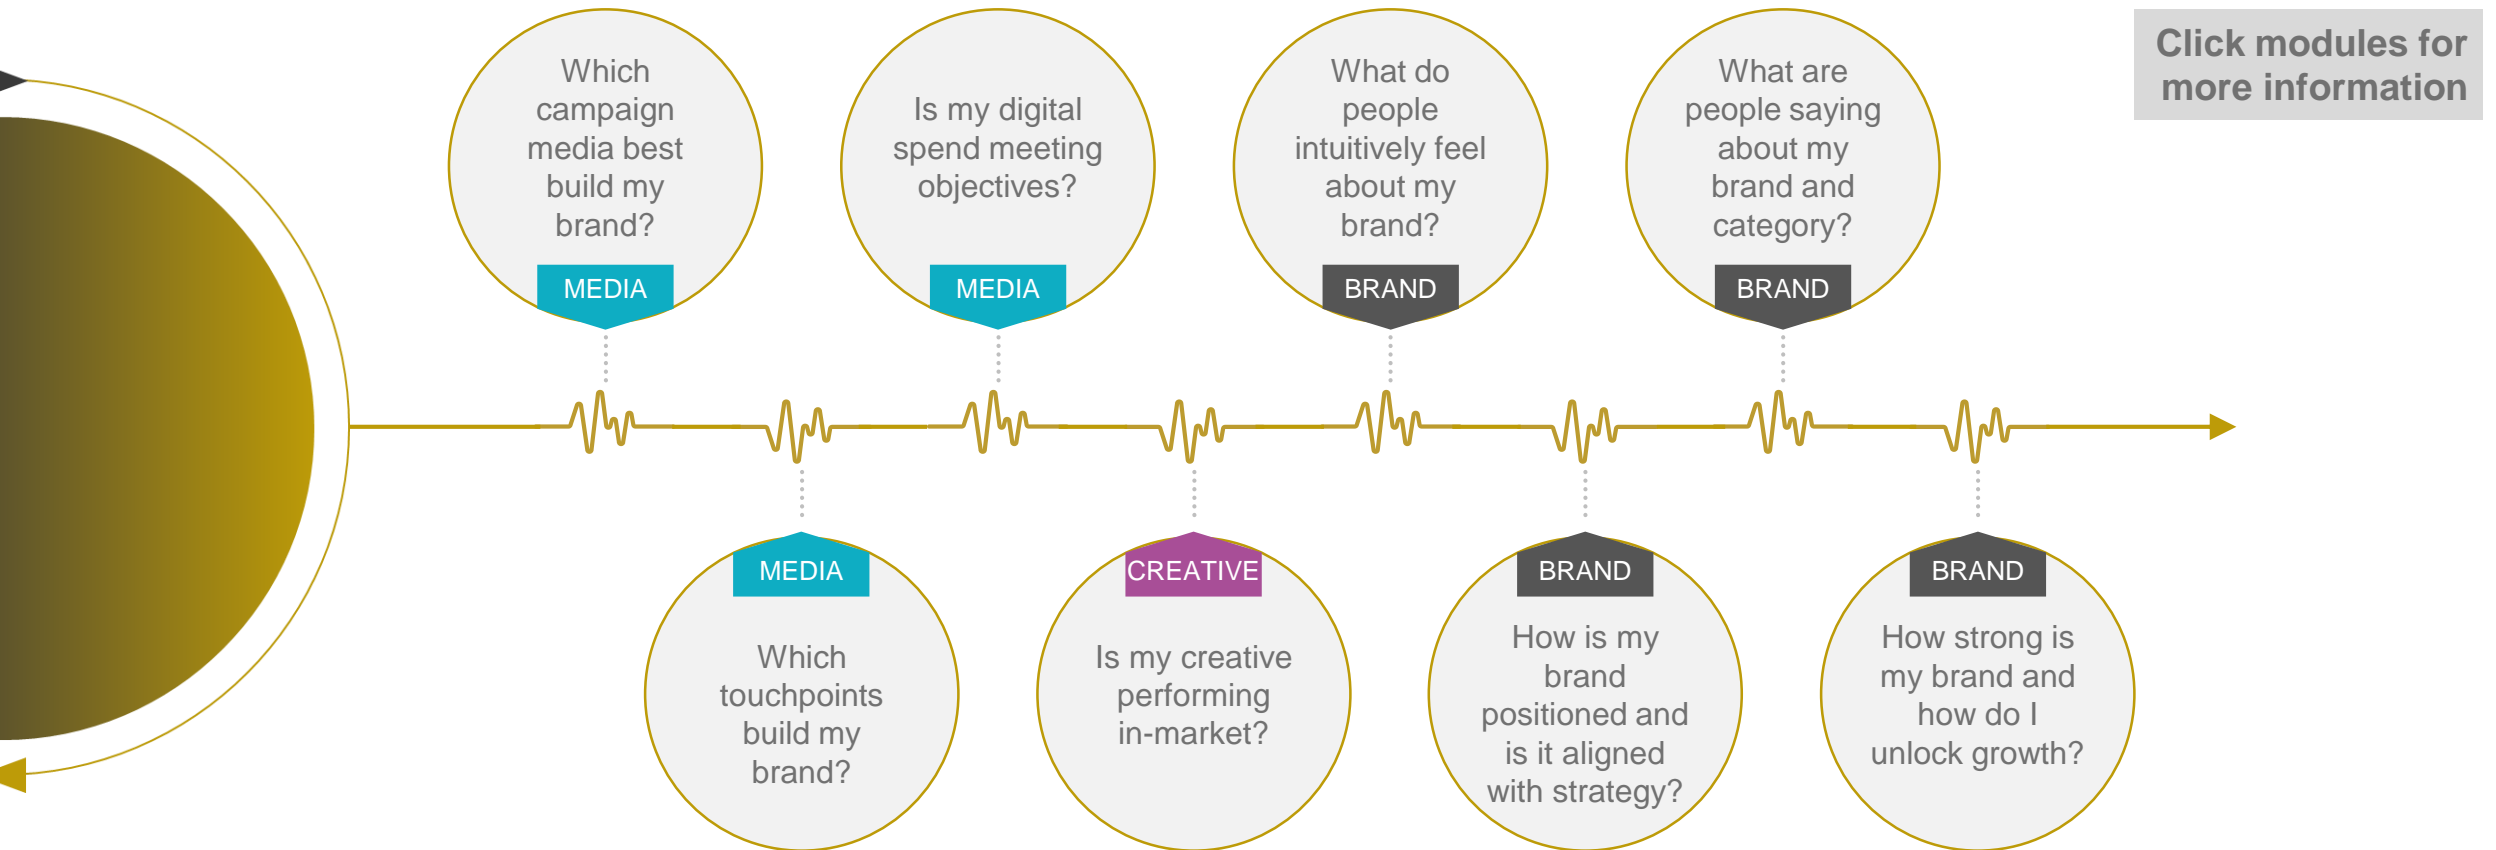 Which
campaign
media best
build my
brand?
MEDIA
Is my digital
spend meeting
objectives?
MEDIA
What do
people
intuitively feel
about my
brand?
BRAND
What are
people saying
about my
brand and
category?
BRAND
Click modules for
more information
MEDIA
Which
touchpoints
build my
brand?
CREATIVE
Is my creative
performing
in-market?
BRAND
How is my
brand
positioned and
is it aligned
with strategy?
BRAND
How strong is
my brand and
how do I
unlock growth?